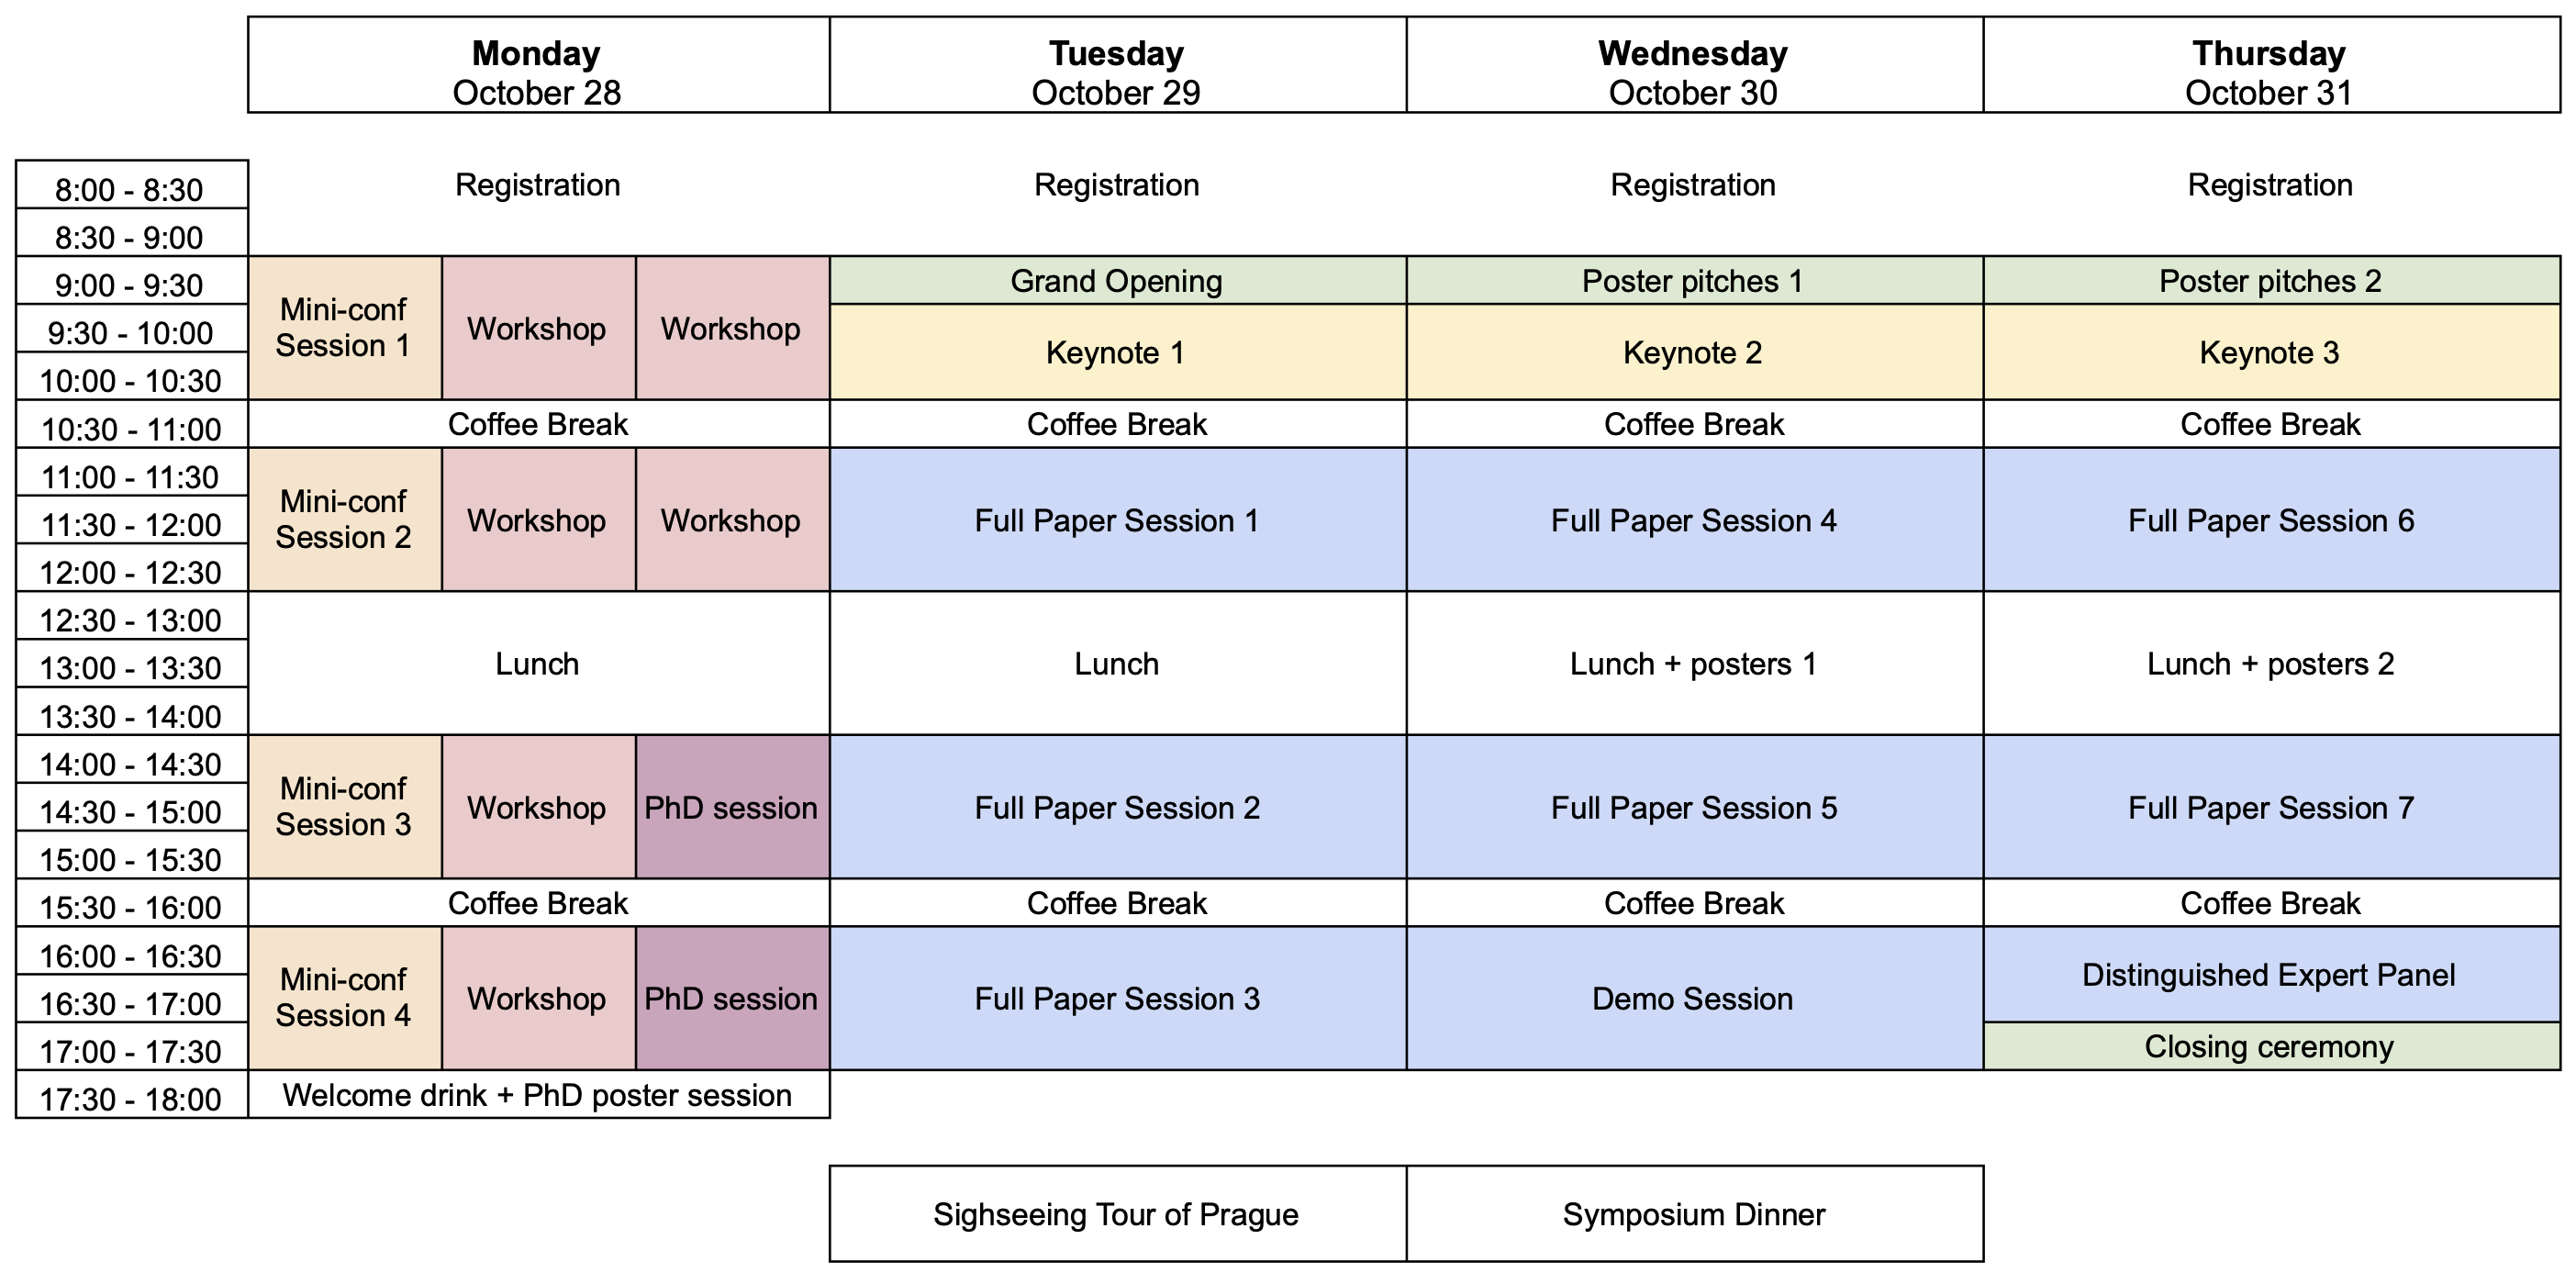 Monday
October 28
Tuesday
October 29
Wednesday
October 30
Thursday
October 31
8:00 - 8:30
Registration
Registration
Registration
Registration
8:30 - 9:00
9:00 - 9:30
Mini-conf
Session 1
Workshop
Workshop
Grand Opening
Poster pitches 1
Poster pitches 2
9:30 - 10:00
Keynote 1
Keynote 2
Keynote 3
10:00 - 10:30
10:30 - 11:00
Coffee Break
Coffee Break
Coffee Break
Coffee Break
11:00 - 11:30
Mini-conf
Session 2
Workshop
Workshop
Full Paper Session 1
Full Paper Session 4
Full Paper Session 6
11:30 - 12:00
12:00 - 12:30
12:30 - 13:00
Lunch
Lunch
Lunch + posters 1
Lunch + posters 2
13:00 - 13:30
13:30 - 14:00
14:00 - 14:30
Mini-conf
Session 3
Workshop
PhD session
Full Paper Session 2
Full Paper Session 5
Full Paper Session 7
14:30 - 15:00
15:00 - 15:30
15:30 - 16:00
Coffee Break
Coffee Break
Coffee Break
Coffee Break
16:00 - 16:30
Mini-conf
Session 4
Workshop
PhD session
Full Paper Session 3
Demo Session
Distinguished Expert Panel
16:30 - 17:00
17:00 - 17:30
Closing ceremony
17:30 - 18:00
Welcome drink + PhD poster session
Sighseeing Tour of Prague
Symposium Dinner